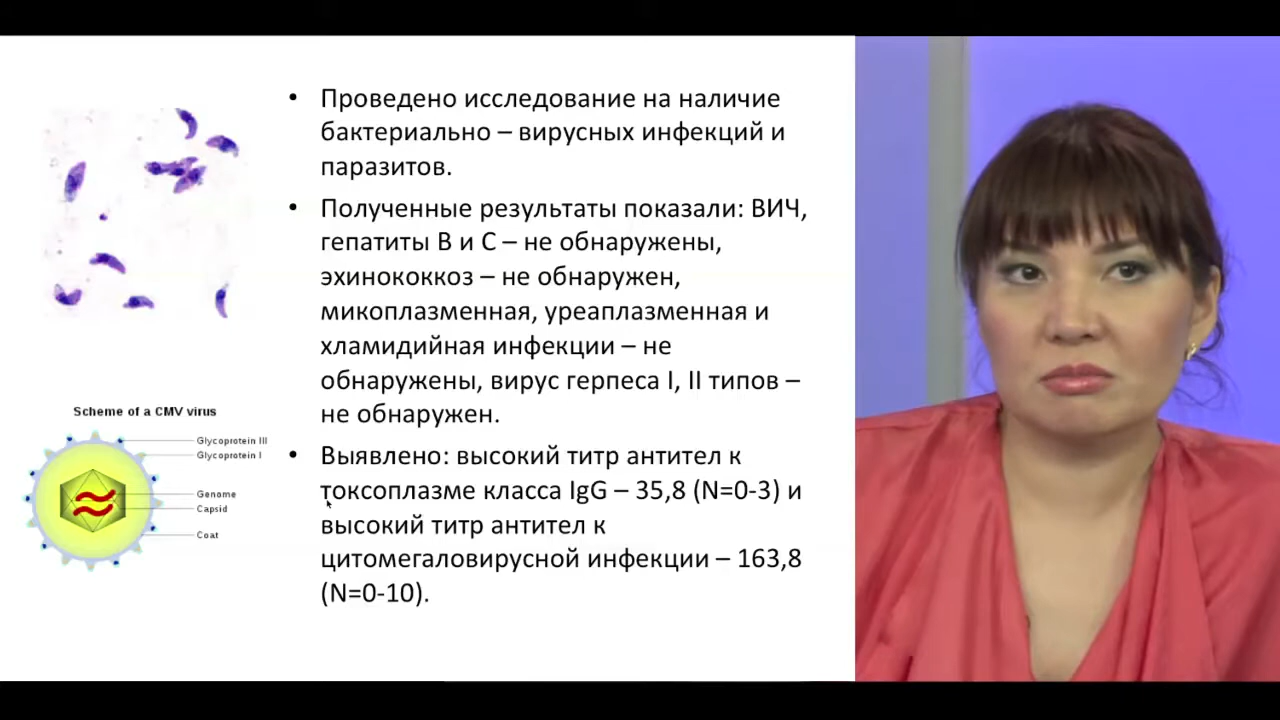 • Проведено исследование на наличие
бактериально – вирусных инфекций и
паразитов.
• Полученные результаты показали: ВИЧ,
гепатиты В и С – не обнаружены,
эхинококкоз – не обнаружен,
микоплазменная, уреаплазменная и
хламидийная инфекции – не
обнаружены, вирус герпеса I, II типов –
не обнаружен.
• Выявлено: высокий титр антител к
токсоплазме класса IgG – 35,8 (N=0-3) и
высокий титр антител к
цитомегаловирусной инфекции – 163,8
(N=0-10).
Scheme of a CMV virus
Glycoprotein III
Glycoprotein I
Genome
Capsid
Coat